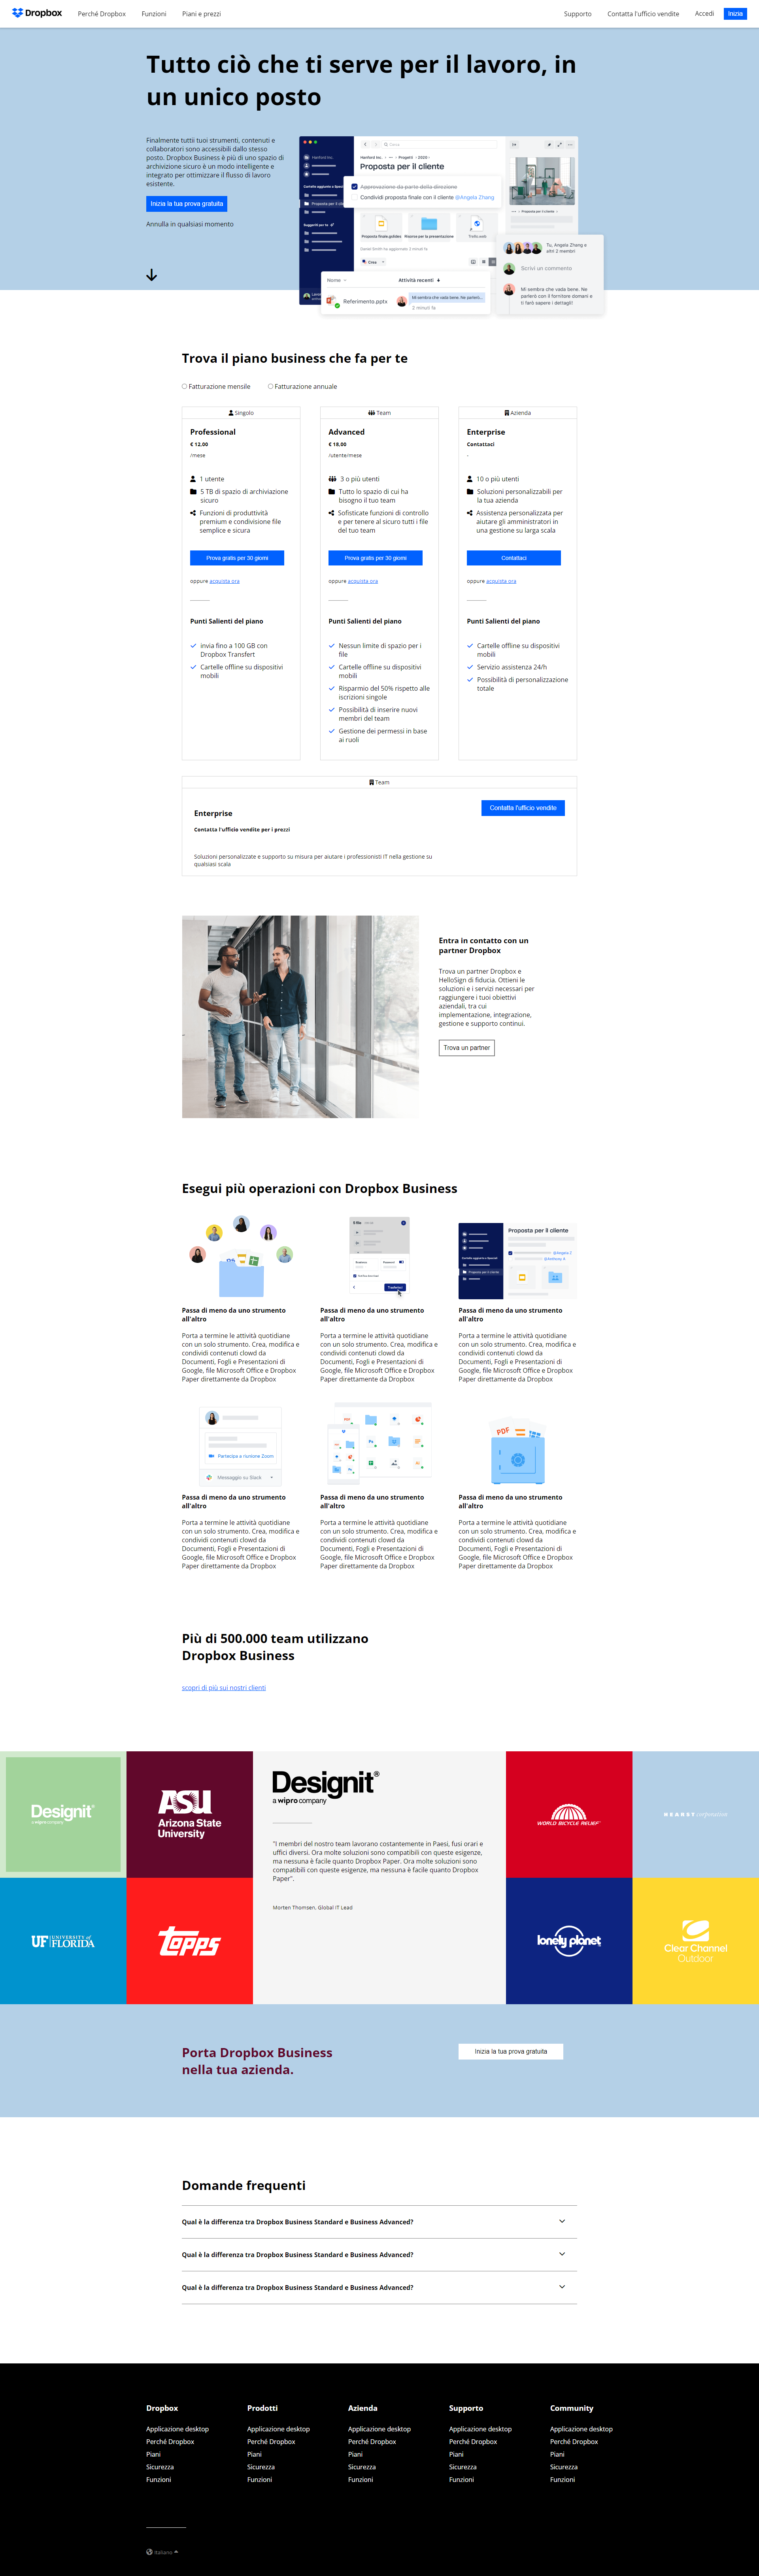 Dropbox
Perché Dropbox
Funzioni
Piani e prezzi
Supporto
Contatta l'ufficio vendite
Accedi
Inizia
Tutto ciò che ti serve per il lavoro, in
un unico posto
Finalmente tuttii tuoi strumenti, contenuti e
collaboratori sono accessibili dallo stesso
posto. Dropbox Business è più di uno spazio di
archiviazione sicuro è un modo intelligente e
integrato per ottimizzare il flusso di lavoro
esistente.
Inizia la tua prova gratuita
Annulla in qualsiasi momento
Cerca
Proposta per il cliente
Approvazione da parte della direzione
Condividi proposta finale con il cliente @Angela Zhang
Crea
Nome
Attività recenti
Referimento.pptx
Mi sembra che vada bene. Ne parlerò...
2 minuti fa
Tu, Angela Zhang e
altri 2 membri
Scrivi un commento
Mi sembra che vada bene. Ne
parlerò con il fornitore domani e
ti farò sapere i dettagli!
Trova il piano business che fa per te
Fatturazione mensile
Fatturazione annuale
Singolo
Professional
€ 12,00
/mese
1 utente
5 TB di spazio di archiviazione
sicuro
Funzioni di produttività
premium e condivisione file
semplice e sicura
Prova gratis per 30 giorni
oppure acquista ora
Punti Salienti del piano
invia fino a 100 GB con
Dropbox Transfert
Cartelle offline su dispositivi
mobili
Team
Advanced
€ 18,00
/utente/mese
3 o più utenti
Tutto lo spazio di cui ha
bisogno il tuo team
Sofisticate funzioni di controllo
e per tenere al sicuro tutti i file
del tuo team
Prova gratis per 30 giorni
oppure acquista ora
Punti Salienti del piano
Nessun limite di spazio per i
file
Cartelle offline su dispositivi
mobili
Risparmio del 50% rispetto alle
iscrizioni singole
Possibilità di inserire nuovi
membri del team
Gestione dei permessi in base
ai ruoli
Azienda
Enterprise
Contattaci
-
10 o più utenti
Soluzioni personalizzabili per
la tua azienda
Assistenza personalizzata per
aiutare gli amministratori in
una gestione su larga scala
Contattaci
oppure acquista ora
Punti Salienti del piano
Cartelle offline su dispositivi
mobili
Servizio assistenza 24/h
Possibilità di personalizzazione
totale
Team
Enterprise
Contatta l'ufficio vendite per i prezzi
Soluzioni personalizzate e supporto su misura per aiutare i professionisti IT nella gestione su
qualsiasi scala
Contatta l'ufficio vendite
Entra in contatto con un
partner Dropbox
Trova un partner Dropbox e
HelloSign di fiducia. Ottieni le
soluzioni e i servizi necessari per
raggiungere i tuoi obiettivi
aziendali, tra cui
implementazione, integrazione,
gestione e supporto continui.
Trova un partner
Esegui più operazioni con Dropbox Business
Trasferisci
Proposta per il cliente
Passa di meno da uno strumento
all'altro
Porta a termine le attività quotidiane
con un solo strumento. Crea, modifica e
condividi contenuti clowd da
Documenti, Fogli e Presentazioni di
Google, file Microsoft Office e Dropbox
Paper direttamente da Dropbox
Passa di meno da uno strumento
all'altro
Porta a termine le attività quotidiane
con un solo strumento. Crea, modifica e
condividi contenuti clowd da
Documenti, Fogli e Presentazioni di
Google, file Microsoft Office e Dropbox
Paper direttamente da Dropbox
Passa di meno da uno strumento
all'altro
Porta a termine le attività quotidiane
con un solo strumento. Crea, modifica e
condividi contenuti clowd da
Documenti, Fogli e Presentazioni di
Google, file Microsoft Office e Dropbox
Paper direttamente da Dropbox
Partecipa a riunione Zoom
Messaggio su Slack
PDF
Passa di meno da uno strumento
all'altro
Porta a termine le attività quotidiane
con un solo strumento. Crea, modifica e
condividi contenuti clowd da
Documenti, Fogli e Presentazioni di
Google, file Microsoft Office e Dropbox
Paper direttamente da Dropbox
Passa di meno da uno strumento
all'altro
Porta a termine le attività quotidiane
con un solo strumento. Crea, modifica e
condividi contenuti clowd da
Documenti, Fogli e Presentazioni di
Google, file Microsoft Office e Dropbox
Paper direttamente da Dropbox
Passa di meno da uno strumento
all'altro
Porta a termine le attività quotidiane
con un solo strumento. Crea, modifica e
condividi contenuti clowd da
Documenti, Fogli e Presentazioni di
Google, file Microsoft Office e Dropbox
Paper direttamente da Dropbox
Più di 500.000 team utilizzano
Dropbox Business
scopri di più sui nostri clienti
Designit®
a wipro company
ASU
Arizona State
University
Designit®
a wipro company
"I membri del nostro team lavorano costantemente in Paesi, fusi orari e
uffici diversi. Ora molte soluzioni sono compatibili con queste esigenze,
ma nessuna è facile quanto Dropbox Paper. Ora molte soluzioni sono
compatibili con queste esigenze, ma nessuna è facile quanto Dropbox
Paper".
Morten Thomsen, Global IT Lead
WORLD BICYCLE RELIEF
HEARST
UF UNIVERSITY of
FLORIDA
Topps
lonely planet
Clear Channel
Outdoor
Porta Dropbox Business
nella tua azienda.
Inizia la tua prova gratuita
Domande frequenti
Qual è la differenza tra Dropbox Business Standard e Business Advanced?
Qual è la differenza tra Dropbox Business Standard e Business Advanced?
Qual è la differenza tra Dropbox Business Standard e Business Advanced?
Dropbox
Applicazione desktop
Perché Dropbox
Piani
Sicurezza
Funzioni
Prodotti
Applicazione desktop
Perché Dropbox
Piani
Sicurezza
Funzioni
Azienda
Applicazione desktop
Perché Dropbox
Piani
Sicurezza
Funzioni
Supporto
Applicazione desktop
Perché Dropbox
Piani
Sicurezza
Funzioni
Community
Applicazione desktop
Perché Dropbox
Piani
Sicurezza
Funzioni
Italiano